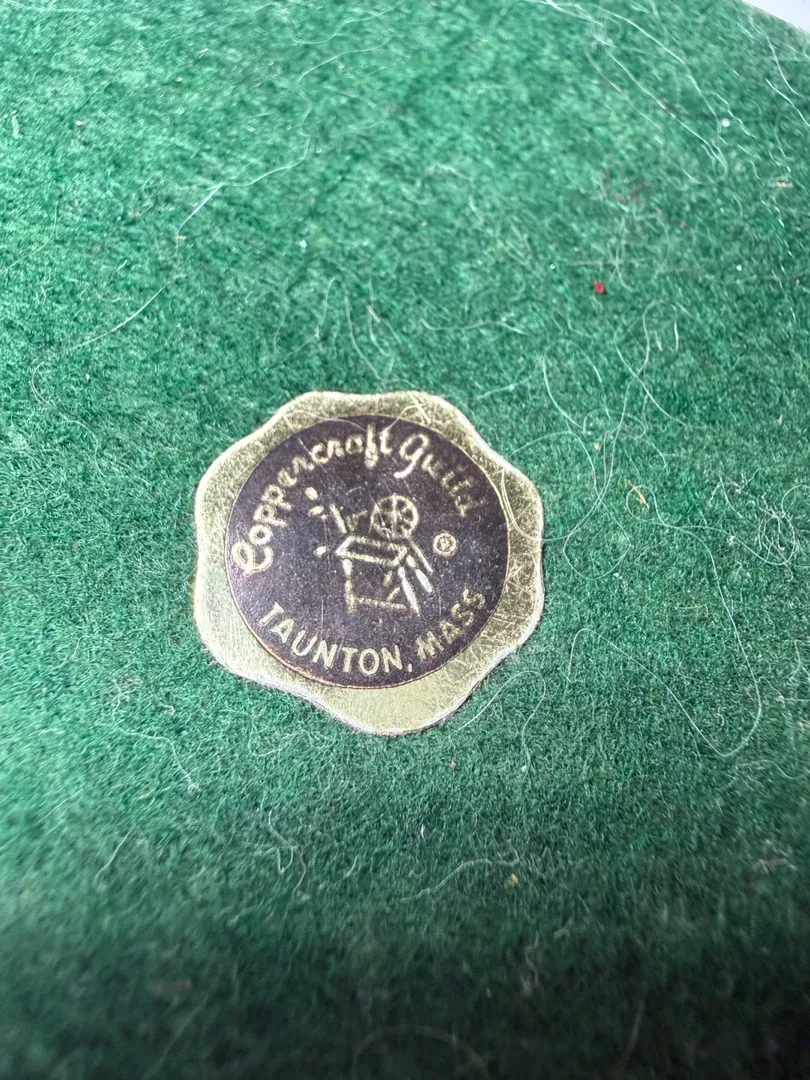 Coppercraft Guild
®
TAUNTON, MASS.